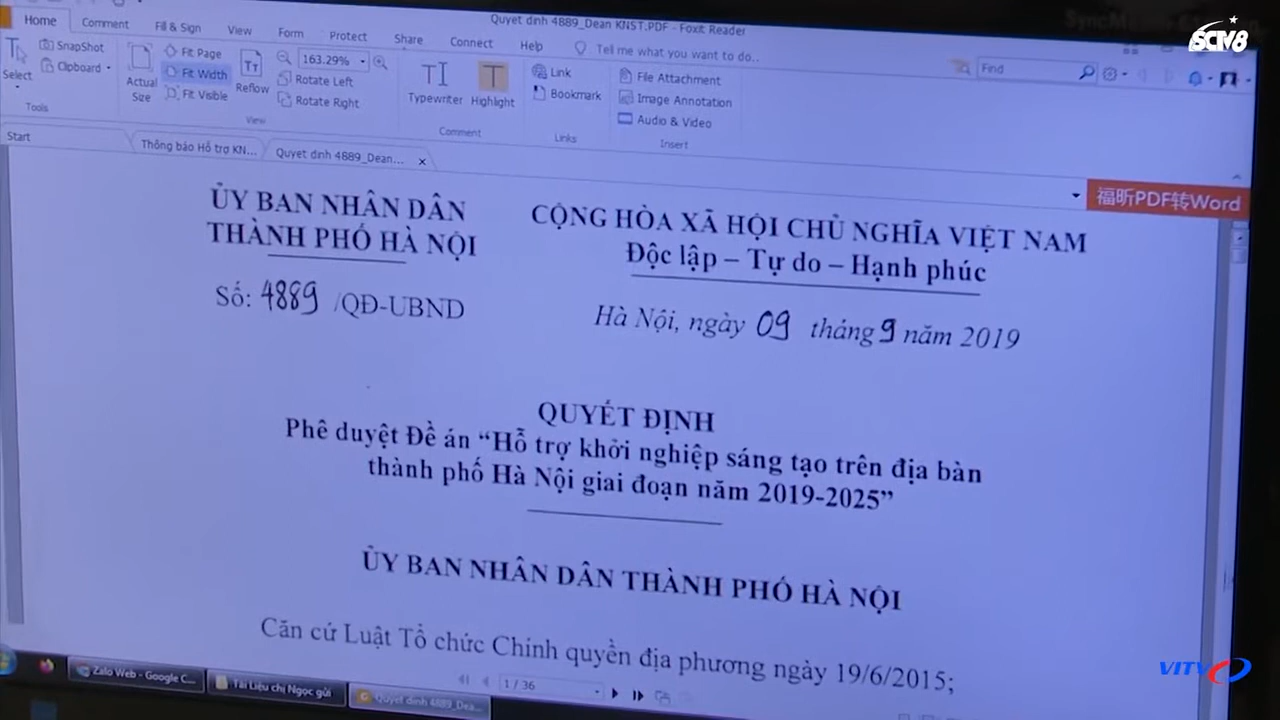 Quyet dinh 4889_Dean KNST.PDF - Foxit Reader
SCTV8
Home Comment Fill & Sign View Form Protect Share Connect Help Tell me what you want to do..
Find
Select
SnapShot
Clipboard
Tools
Actual Size
Fit Page
Fit Width
Fit Visible
Reflow
163.29%
Rotate Left
Rotate Right
View
Typewriter Highlight
Comment
Link
Bookmark
Links
File Attachment
Image Annotation
Audio & Video
Insert
Start Thông báo Hỗ trợ KN... Quyet dinh 4889_Dean...
福昕PDF转Word
ỦY BAN NHÂN DÂN
THÀNH PHỐ HÀ NỘI
CỘNG HÒA XÃ HỘI CHỦ NGHĨA VIỆT NAM
Độc lập – Tự do – Hạnh phúc
Số: 4889 /QĐ-UBND
Hà Nội, ngày 09 tháng 9 năm 2019
QUYẾT ĐỊNH
Phê duyệt Đề án “Hỗ trợ khởi nghiệp sáng tạo trên địa bàn
thành phố Hà Nội giai đoạn năm 2019-2025”
ỦY BAN NHÂN DÂN THÀNH PHỐ HÀ NỘI
Căn cứ Luật Tổ chức Chính quyền địa phương ngày 19/6/2015;
1 / 36
Zalo Web - Google C... Tài Liệu chị Ngọc gửi Quyet dinh 4889_Dea...
VITV